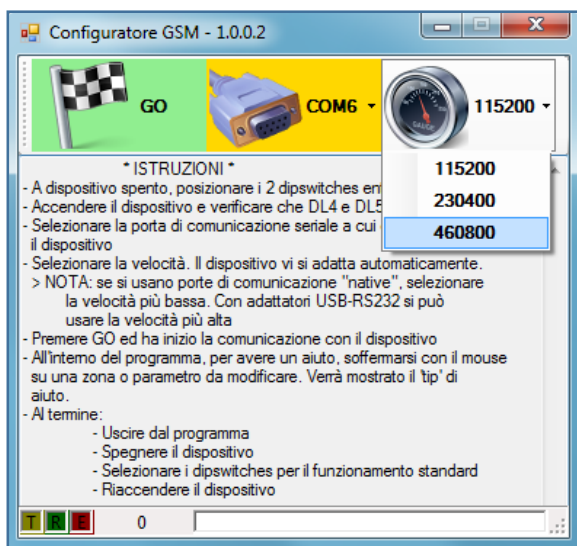 Configuratore GSM - 1.0.0.2
GO
COM6
115200
115200
230400
460800
* ISTRUZIONI *
- A dispositivo spento, posizionare i 2 dipswitches
- Accendere il dispositivo e verificare che DL4 e
- Selezionare la porta di comunicazione seriale a cui
il dispositivo
- Selezionare la velocità. Il dispositivo vi si adatta automaticamente.
> NOTA: se si usano porte di comunicazione "native", selezionare
la velocità più bassa. Con adattatori USB-RS232 si può
usare la velocità più alta
- Premere GO ed ha inizio la comunicazione con il dispositivo
- All'interno del programma, per avere un aiuto, soffermarsi con il mouse
su una zona o parametro da modificare. Verrà mostrato il 'tip' di
aiuto.
- Al termine:
- Uscire dal programma
- Spegnere il dispositivo
- Selezionare i dipswitches per il funzionamento standard
- Riaccendere il dispositivo
T R E 0